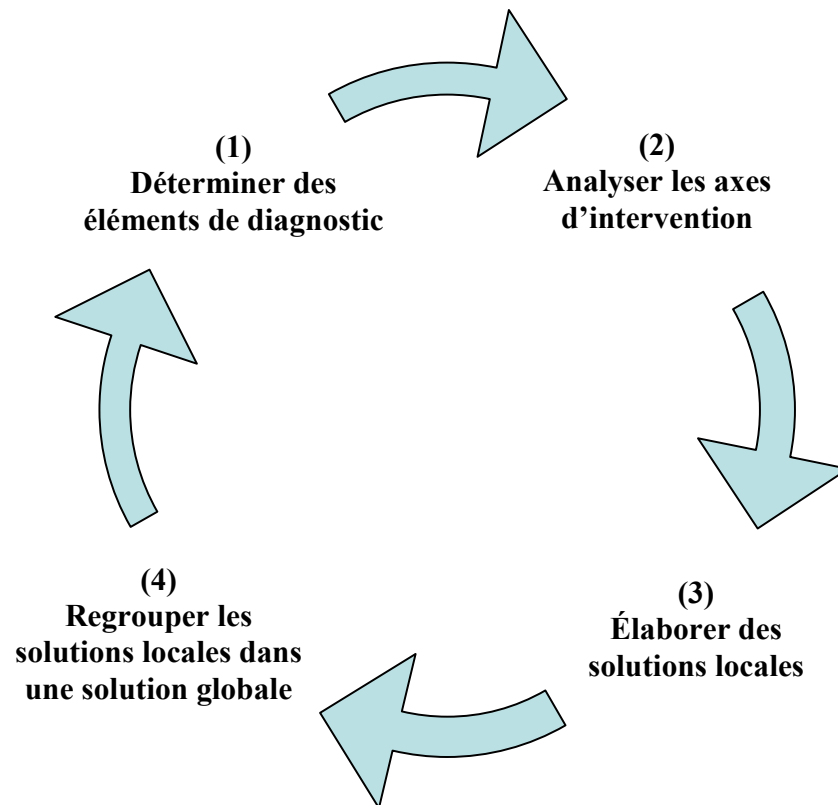 (1)
Déterminer des
éléments de diagnostic
(2)
Analyser les axes
d’intervention
(3)
Élaborer des
solutions locales
(4)
Regrouper les
solutions locales dans
une solution globale